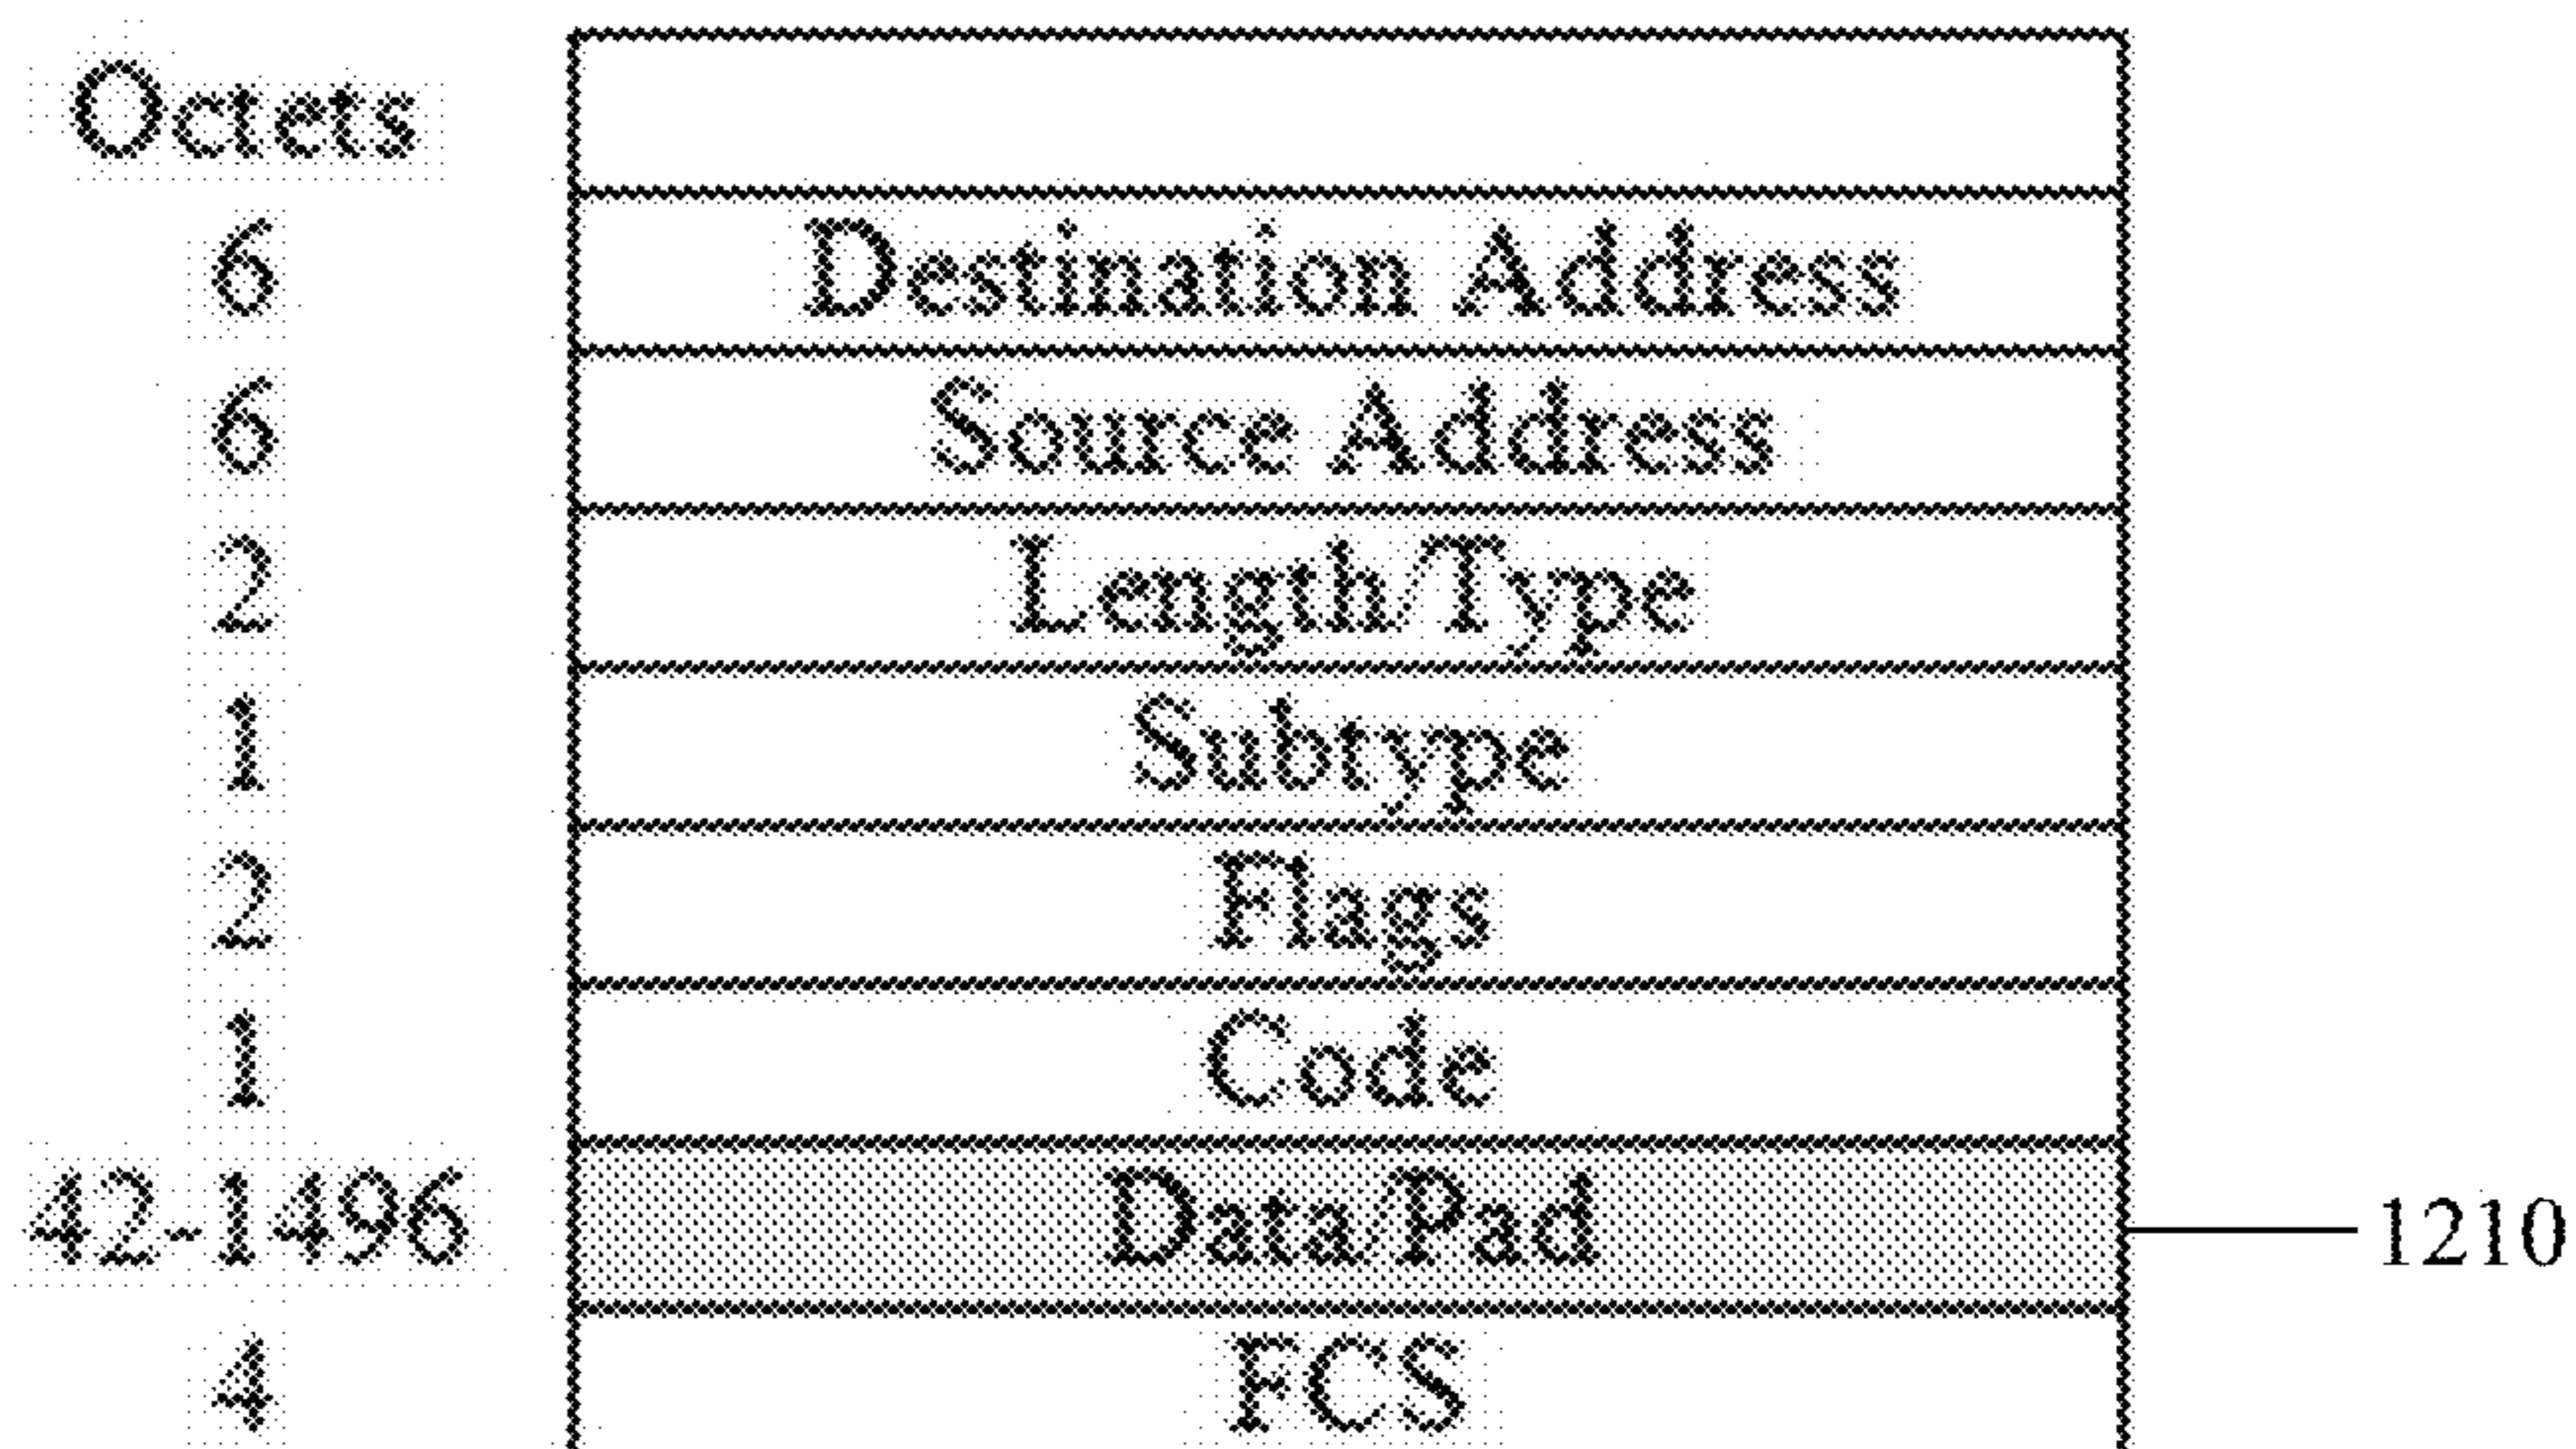 Octets
6 Destination Address
6 Source Address
2 Length/Type
1 Subtype
2 Flags
1 Code
42-1496 Data/Pad 1210
4 FCS